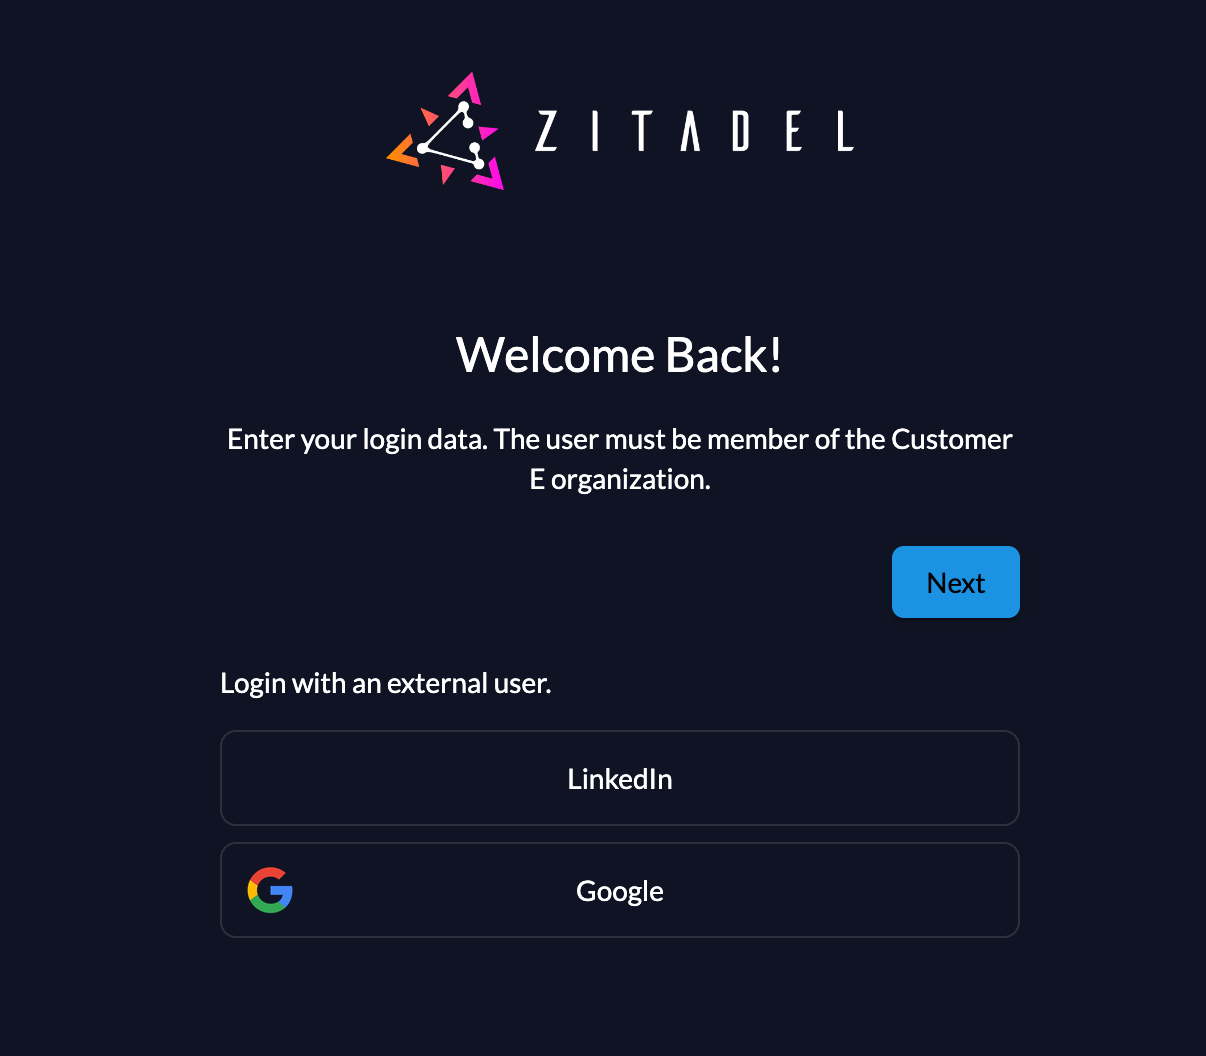 ZITADEL
Welcome Back!
Enter your login data. The user must be member of the Customer
E organization.
Next
Login with an external user.
LinkedIn
Google